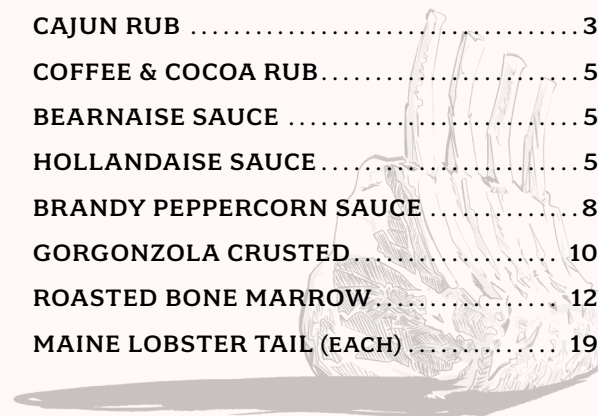 CAJUN RUB ................................ 3
COFFEE & COCOA RUB..................... 5
BEARNAISE SAUCE ....................... 5
HOLLANDAISE SAUCE..................... 5
BRANDY PEPPERCORN SAUCE ............ 8
GORGONZOLA CRUSTED................. 10
ROASTED BONE MARROW............... 12
MAINE LOBSTER TAIL (EACH) ............ 19